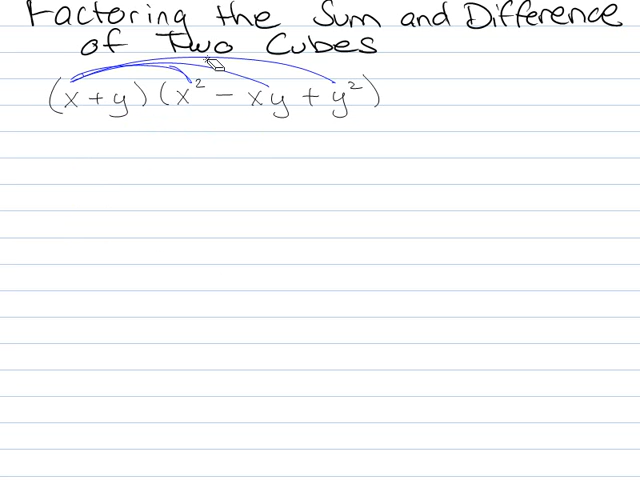 Factoring the Sum and Difference
of Two Cubes
(x + y) (x² - xy + y²)